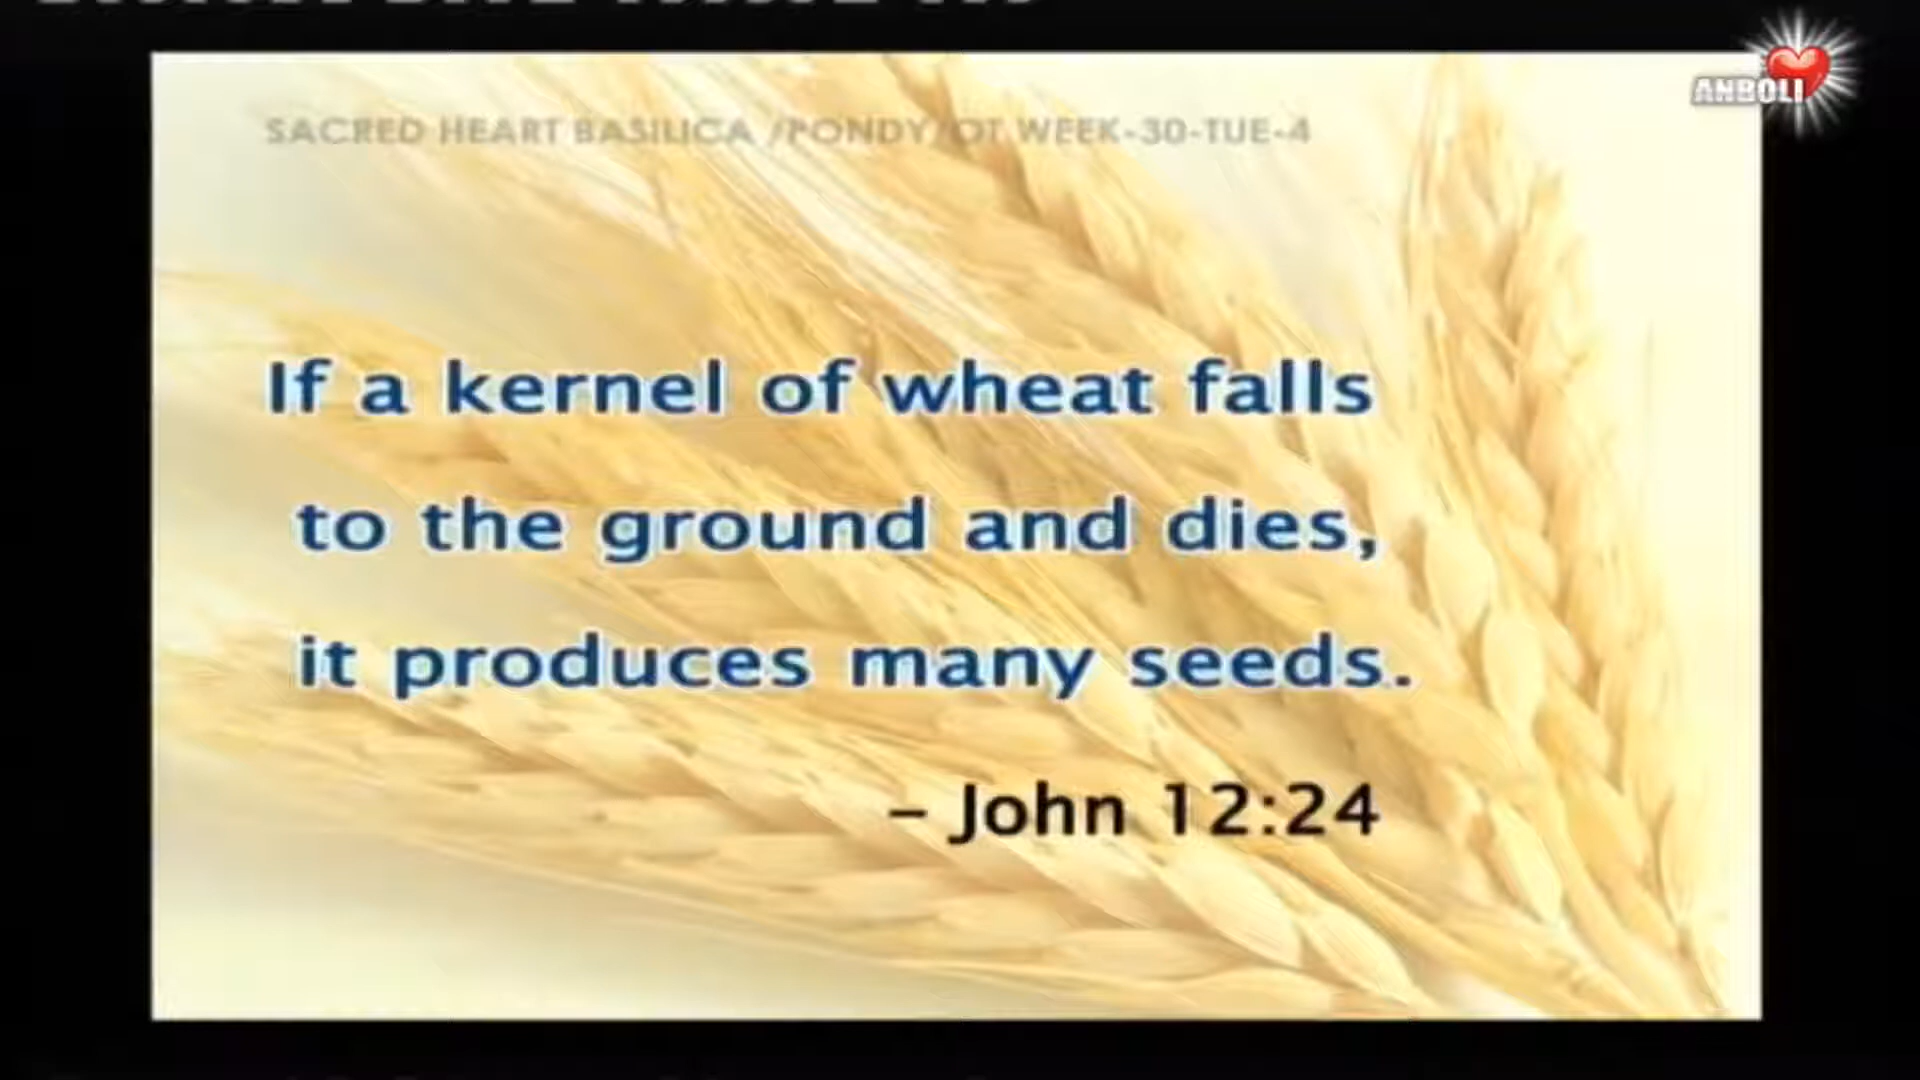 ANBOLI
SACRED HEART BASILICA /PONDY/OT WEEK-30-TUE-4
If a kernel of wheat falls
to the ground and dies,
it produces many seeds.
– John 12:24